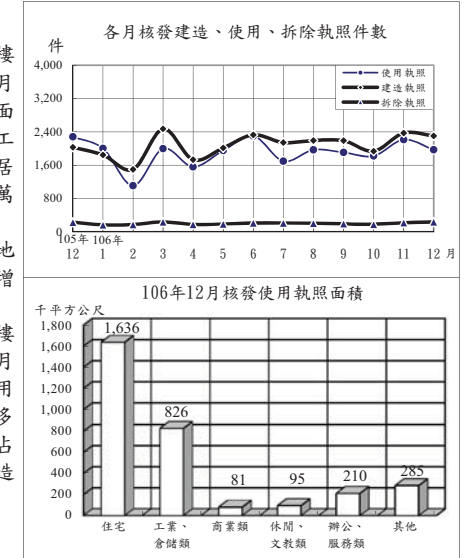 樓
月
面
工
居
萬
地
增
樓
月
用
多
占
造
各月核發建造、使用、拆除執照件數
件
4,000
3,200
2,400
1,600
800
0
使用執照
建造執照
拆除執照
105年 106年
12 1 2 3 4 5 6 7 8 9 10 11 12 月
106年12月核發使用執照面積
千平方公尺
1,800
1,600
1,400
1,200
1,000
800
600
400
200
0
1,636
826
81
95
210
285
住宅 工業、 商業類 休閒、 辦公、 其他
倉儲類 文教類 服務類